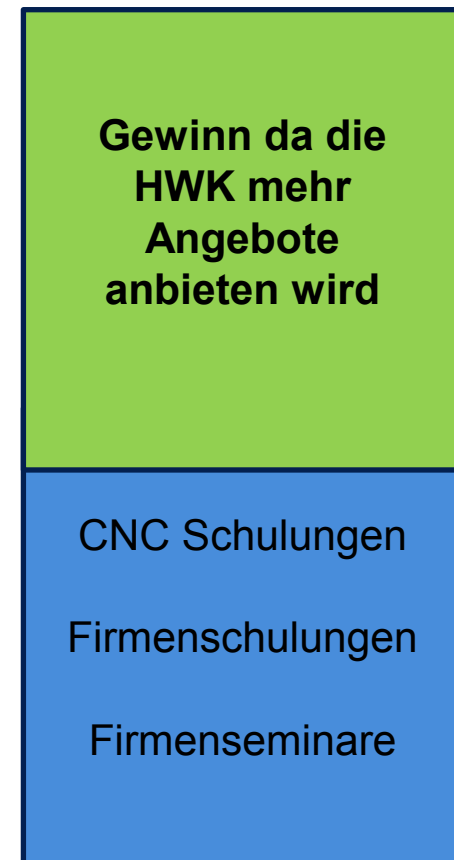 Gewinn da die
HWK mehr
Angebote
anbieten wird
CNC Schulungen
Firmenschulungen
Firmenseminare